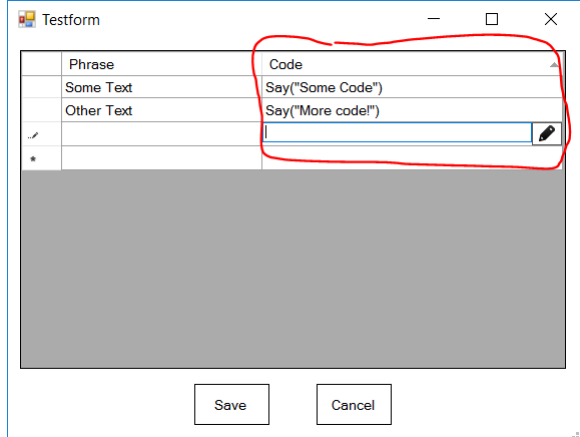 Testform
Phrase Code
Some Text Say("Some Code")
Other Text Say("More code!")
*
Save Cancel